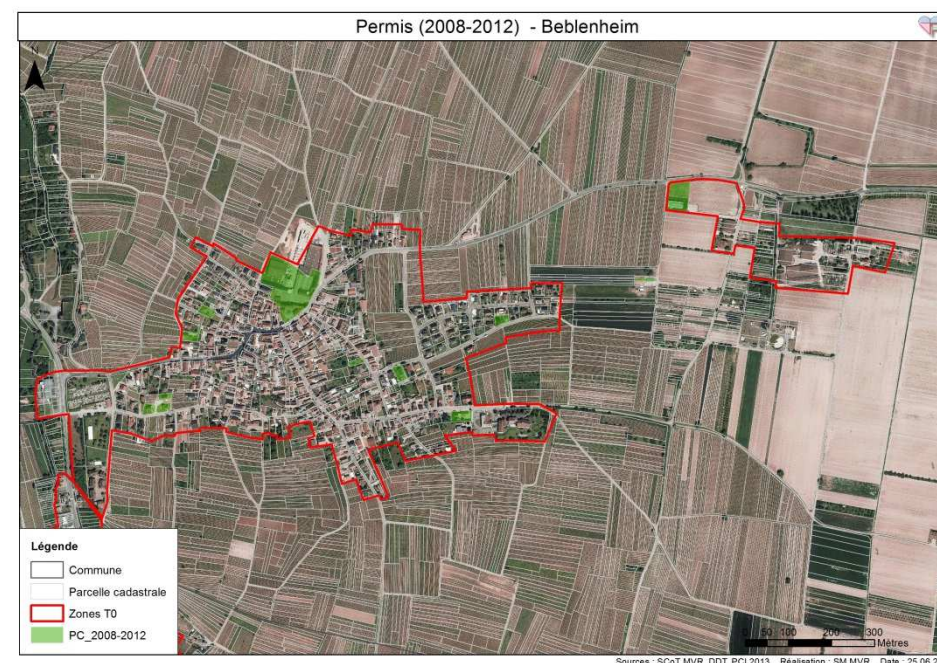 Permis (2008-2012) - Beblenheim
Légende
Commune
Parcelle cadastrale
Zones T0
PC_2008-2012
0 50 100 200 300
Mètres
Sources : SCoT MVR, DDT, PCI 2013 Réalisation : SM MVR Date : 25.06.2